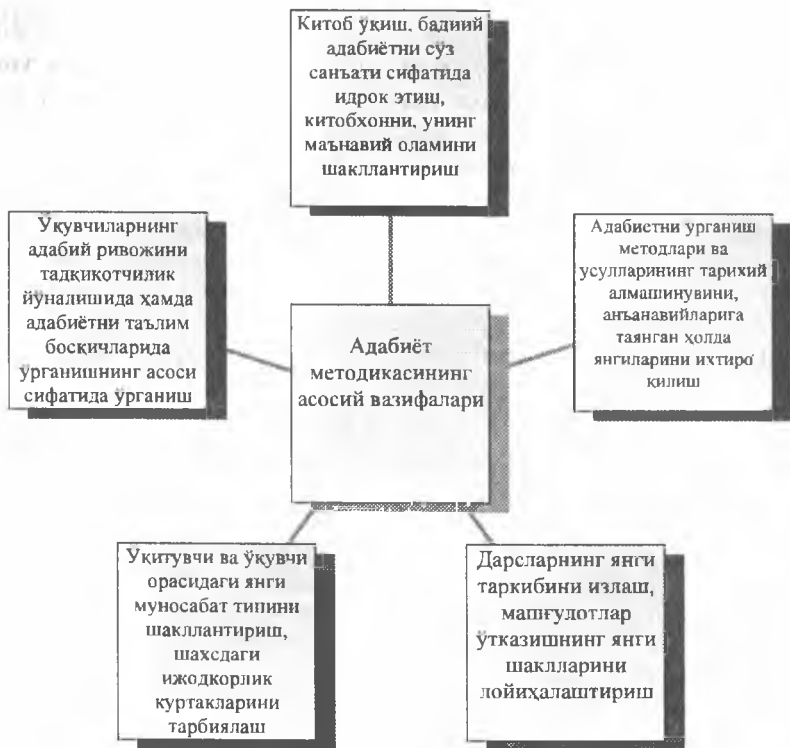 Китоб ўқиш, бадиий
адабиётни сўз
санъати сифатида
идрок этиш,
китобхонни, унинг
маънавий оламини
шакллантириш
Ўқувчиларнинг
адабий ривожини
тадқиқотчилик
йўналишида ҳамда
адабиётни таълим
босқичларида
ўрганишнинг асоси
сифатида ўрганиш
Адабиетни урганиш
методлари ва
усулларининг тарихий
алмашинувини,
анъанавийларига
таянган ҳолда
янгиларини ихтиро
қилиш
Адабиёт
методикасининг
асосий вазифалари
Уқитувчи ва ўқувчи
орасидаги янги
муносабат типини
шакллантириш,
шахсдаги
ижодкорлик
куртакларини
тарбиялаш
Дарсларнинг янги
таркибини излаш,
машғулотлар
ўтказишнинг янги
шаклларини
лойиҳалаштириш